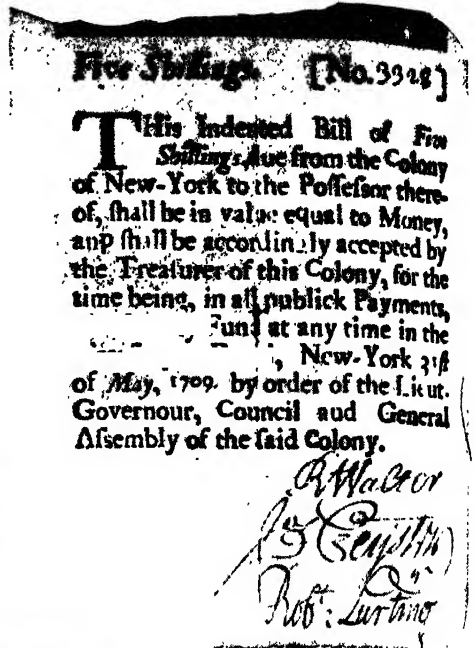 Five Shillings. [No. 3328]
THis Indented Bill of Five
Shillings, due from the Colony
of New-York to the Poſſeſsor there-
of, ſhall be in value equal to Money,
anp ſhall be accordingly accepted by
the Treaſurer of this Colony, for the
time being, in all publick Payments,
Fund at any time in the
, New-York 31ſt
of May, 1709. by order of the Lieut.
Governour, Council aud General
Aſsembly of the ſaid Colony.
R Walter
Robt: Lurting